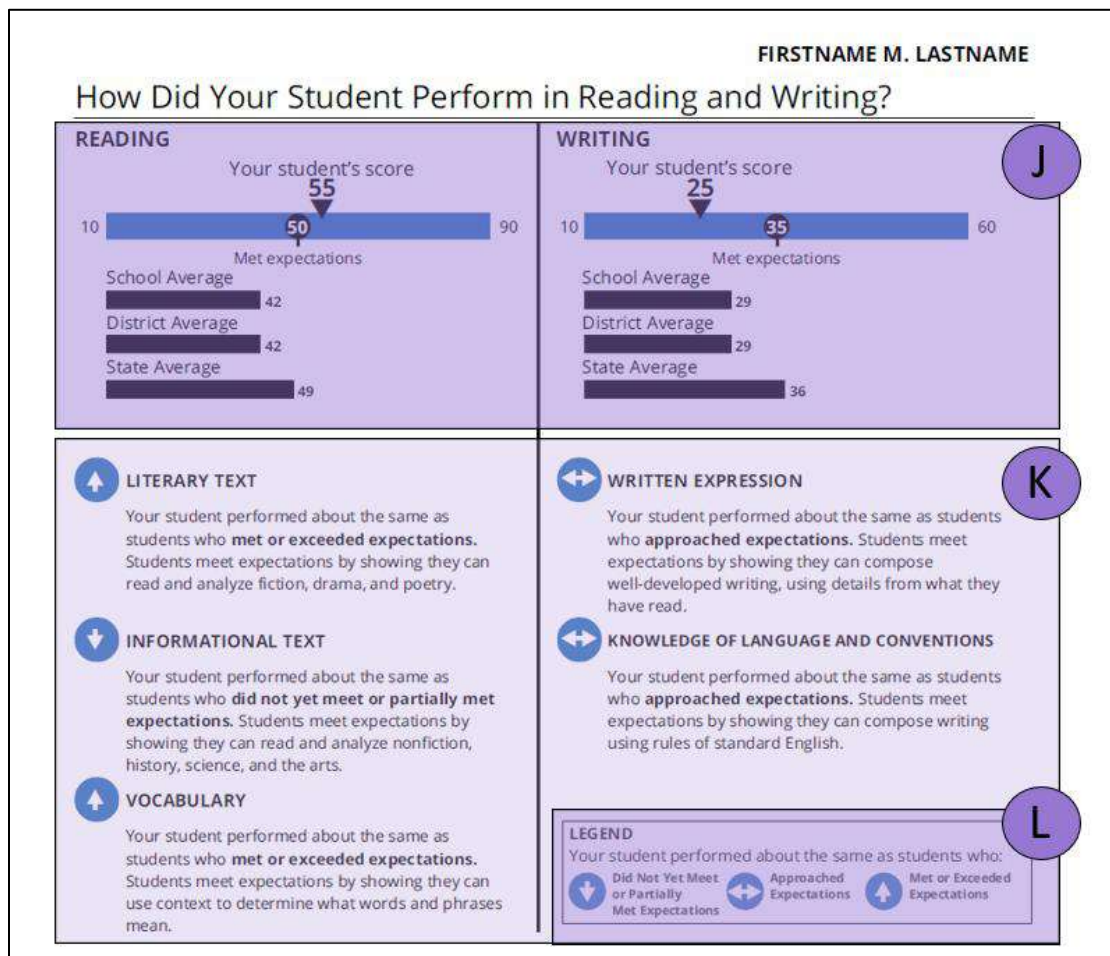 FIRSTNAME M. LASTNAME
How Did Your Student Perform in Reading and Writing?
READING
Your student's score
55
10
50
90
Met expectations
School Average
42
District Average
42
State Average
49
WRITING
Your student's score
25
10
35
60
Met expectations
School Average
29
District Average
29
State Average
36
J
LITERARY TEXT
Your student performed about the same as
students who met or exceeded expectations.
Students meet expectations by showing they can
read and analyze fiction, drama, and poetry.
INFORMATIONAL TEXT
Your student performed about the same as
students who did not yet meet or partially met
expectations. Students meet expectations by
showing they can read and analyze nonfiction,
history, science, and the arts.
VOCABULARY
Your student performed about the same as
students who met or exceeded expectations.
Students meet expectations by showing they can
use context to determine what words and phrases
mean.
WRITTEN EXPRESSION
Your student performed about the same as students
who approached expectations. Students meet
expectations by showing they can compose
well-developed writing, using details from what they
have read.
KNOWLEDGE OF LANGUAGE AND CONVENTIONS
Your student performed about the same as students
who approached expectations. Students meet
expectations by showing they can compose writing
using rules of standard English.
K
LEGEND
Your student performed about the same as students who:
Did Not Yet Meet
or Partially
Met Expectations
Approached
Expectations
Met or Exceeded
Expectations
L